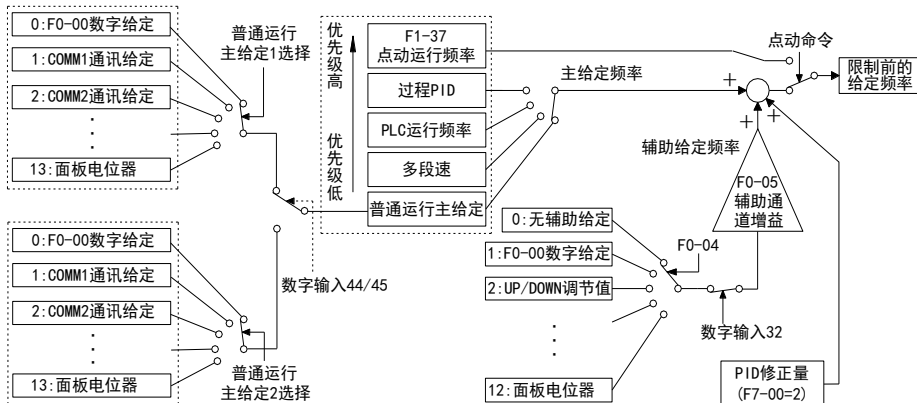 0:F0-00数字给定
1:COMM1通讯给定
2:COMM2通讯给定
13:面板电位器
普通运行
主给定1选择
0:F0-00数字给定
1:COMM1通讯给定
2:COMM2通讯给定
13:面板电位器
普通运行
主给定2选择
数字输入44/45
优先级高
优先级低
F1-37
点动运行频率
过程PID
PLC运行频率
多段速
普通运行主给定
主给定频率
点动命令
限制前的
给定频率
+
+
+
辅助给定频率
F0-05
辅助通
道增益
0:无辅助给定
1:F0-00数字给定
2:UP/DOWN调节值
12:面板电位器
F0-04
数字输入32
PID修正量
(F7-00=2)